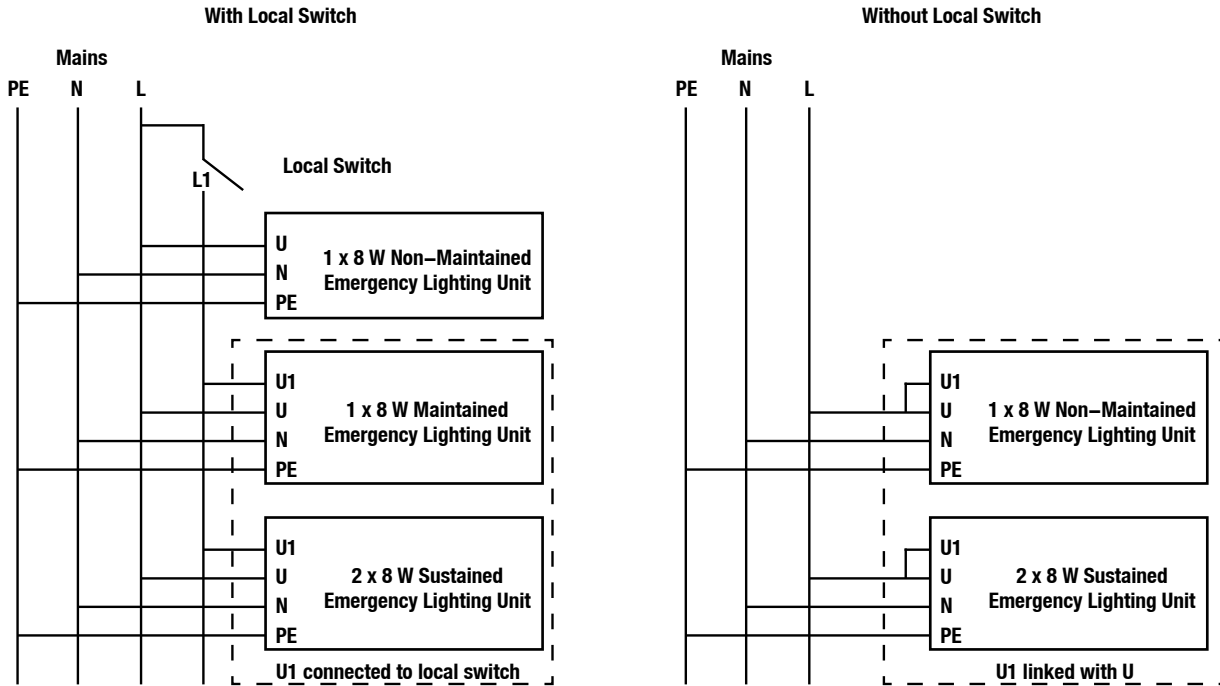 With Local Switch
Mains
PE N L
L1
Local Switch
U
N
PE
1 x 8 W Non–Maintained
Emergency Lighting Unit
U1
U
N
PE
1 x 8 W Maintained
Emergency Lighting Unit
U1
U
N
PE
2 x 8 W Sustained
Emergency Lighting Unit
U1 connected to local switch
Without Local Switch
Mains
PE N L
U1
U
N
PE
1 x 8 W Non–Maintained
Emergency Lighting Unit
U1
U
N
PE
2 x 8 W Sustained
Emergency Lighting Unit
U1 linked with U